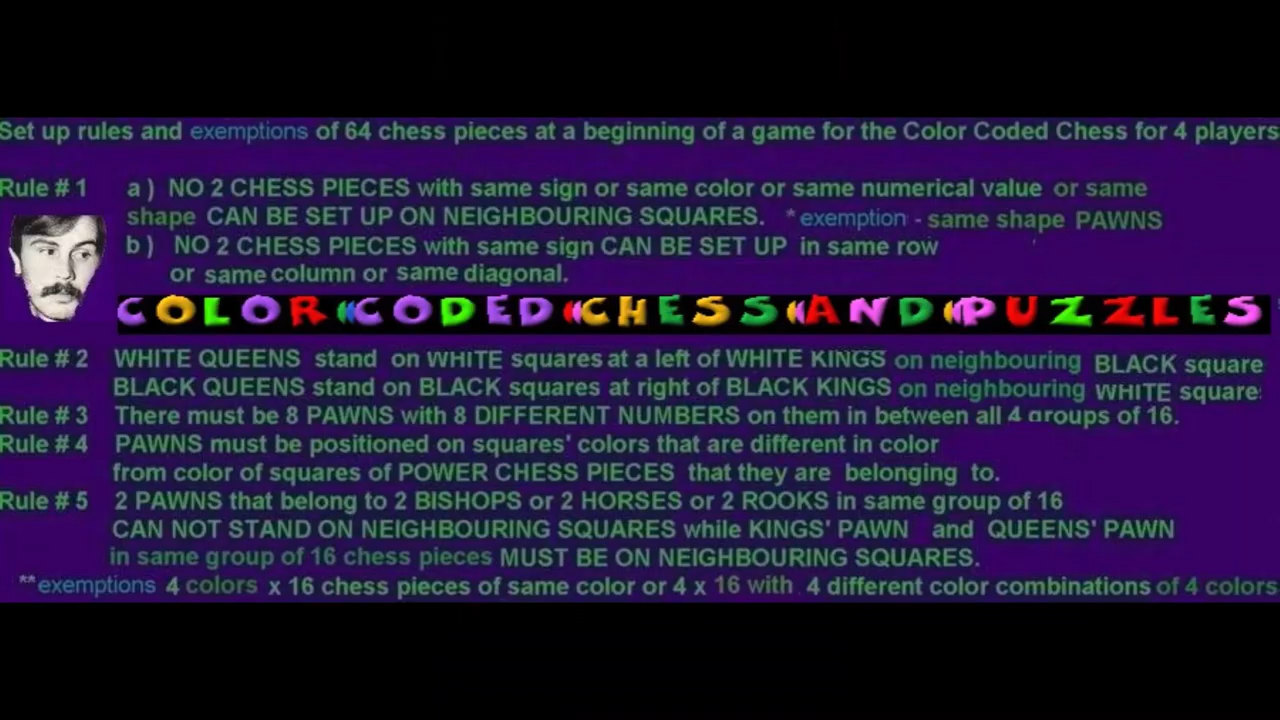 Set up rules and exemptions of 64 chess pieces at a beginning of a game for the Color Coded Chess for 4 players
Rule # 1 a ) NO 2 CHESS PIECES with same sign or same color or same numerical value or same
shape CAN BE SET UP ON NEIGHBOURING SQUARES. * exemption - same shape PAWNS
b ) NO 2 CHESS PIECES with same sign CAN BE SET UP in same row
or same column or same diagonal.
COLOR CODED CHESS AND PUZZLES
Rule # 2 WHITE QUEENS stand on WHITE squares at a left of WHITE KINGS on neighbouring BLACK square
BLACK QUEENS stand on BLACK squares at right of BLACK KINGS on neighbouring WHITE square
Rule # 3 There must be 8 PAWNS with 8 DIFFERENT NUMBERS on them in between all 4 groups of 16.
Rule # 4 PAWNS must be positioned on squares' colors that are different in color
from color of squares of POWER CHESS PIECES that they are belonging to.
Rule # 5 2 PAWNS that belong to 2 BISHOPS or 2 HORSES or 2 ROOKS in same group of 16
CAN NOT STAND ON NEIGHBOURING SQUARES while KINGS' PAWN and QUEENS' PAWN
in same group of 16 chess pieces MUST BE ON NEIGHBOURING SQUARES.
** exemptions 4 colors x 16 chess pieces of same color or 4 x 16 with 4 different color combinations of 4 colors